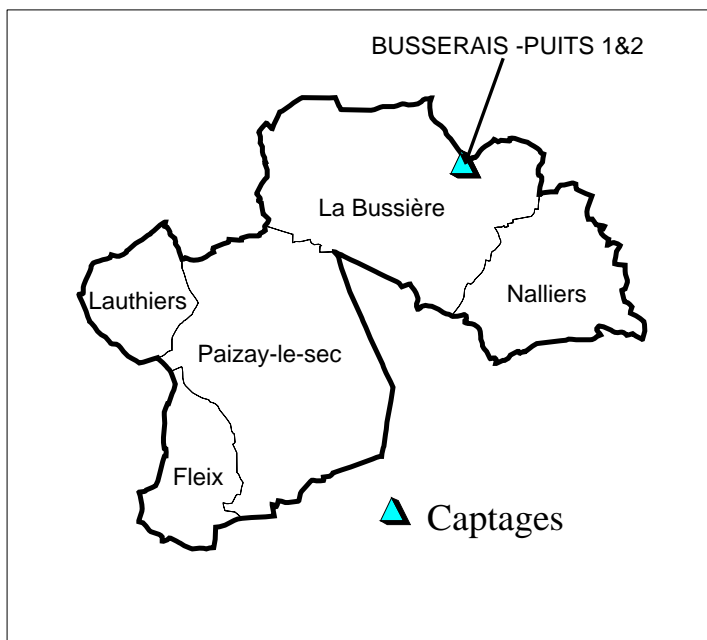 BUSSERAIS -PUITS 1&2
La Bussière
Nalliers
Lauthiers
Paizay-le-sec
Fleix
Captages